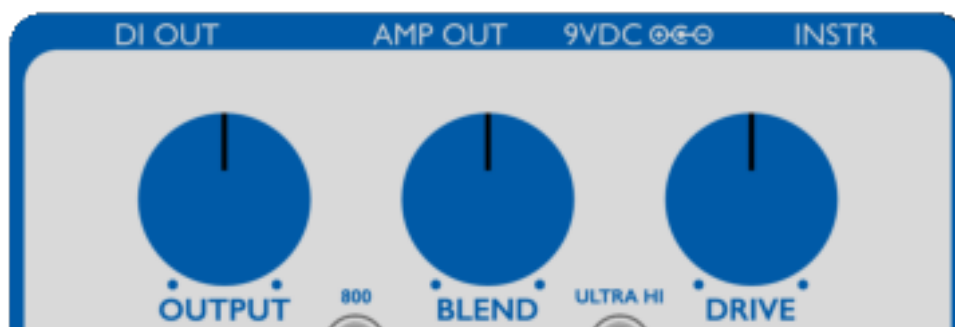 DI OUT AMP OUT 9VDC INSTR
800 ULTRA HI
OUTPUT BLEND DRIVE